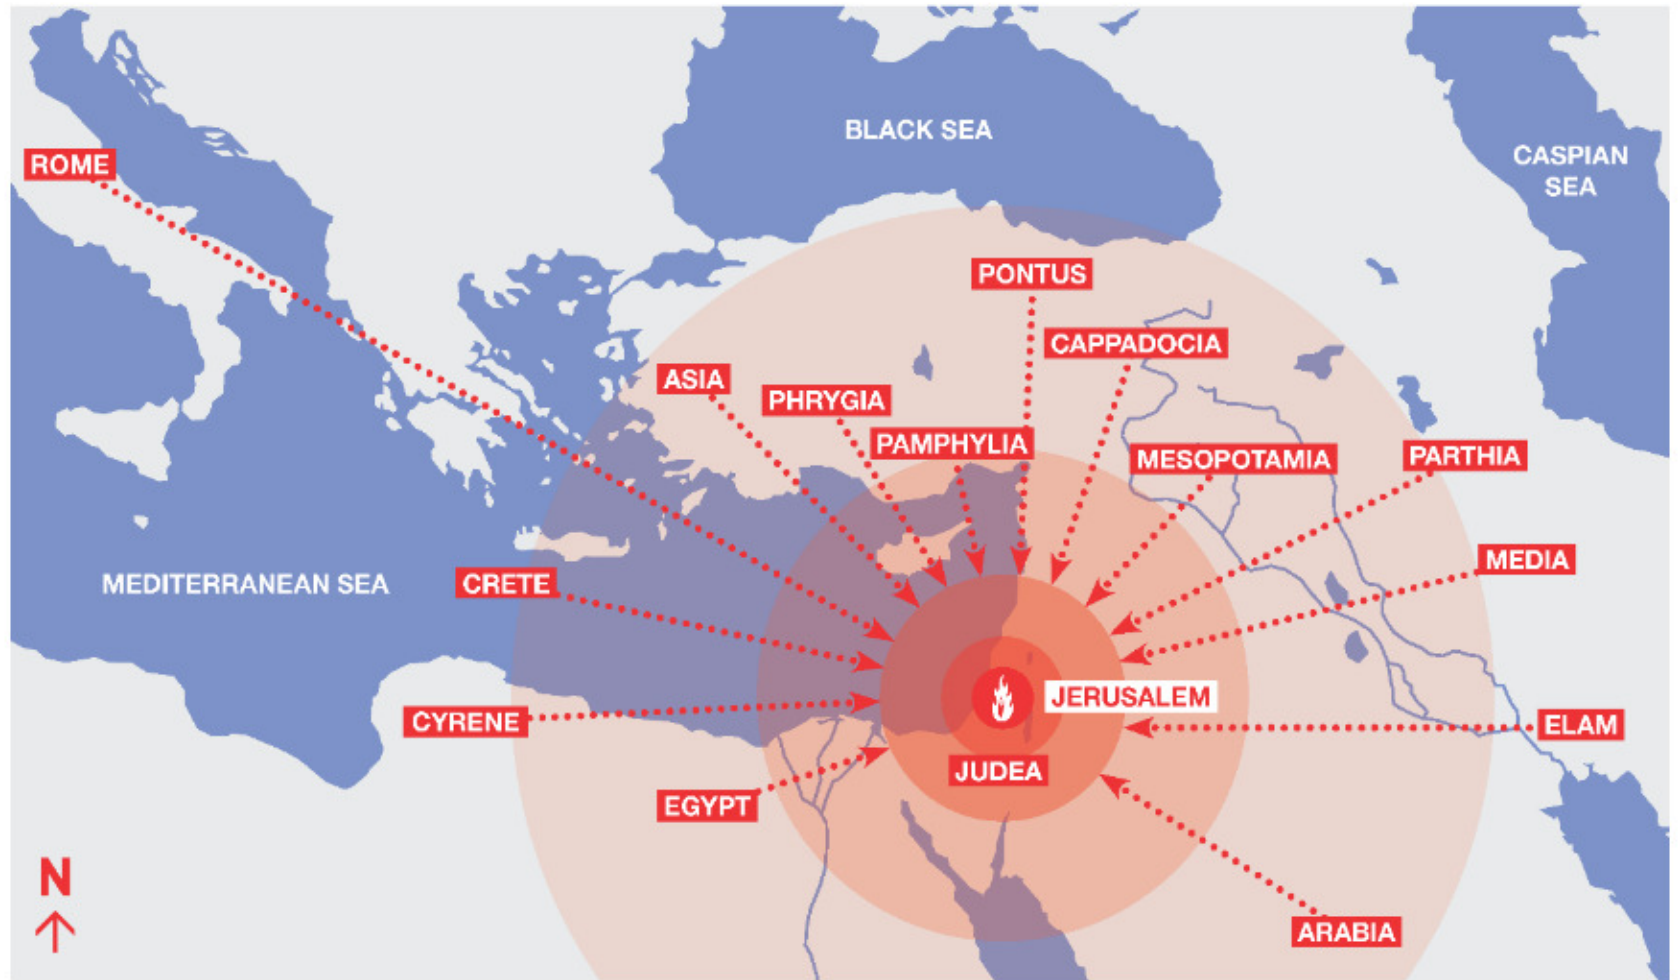 BLACK SEA
CASPIAN
SEA
ROME
PONTUS
CAPPADOCIA
ASIA
PHRYGIA
PAMPHYLIA
MESOPOTAMIA
PARTHIA
MEDIA
MEDITERRANEAN SEA
CRETE
JERUSALEM
CYRENE
ELAM
JUDEA
EGYPT
N
ARABIA